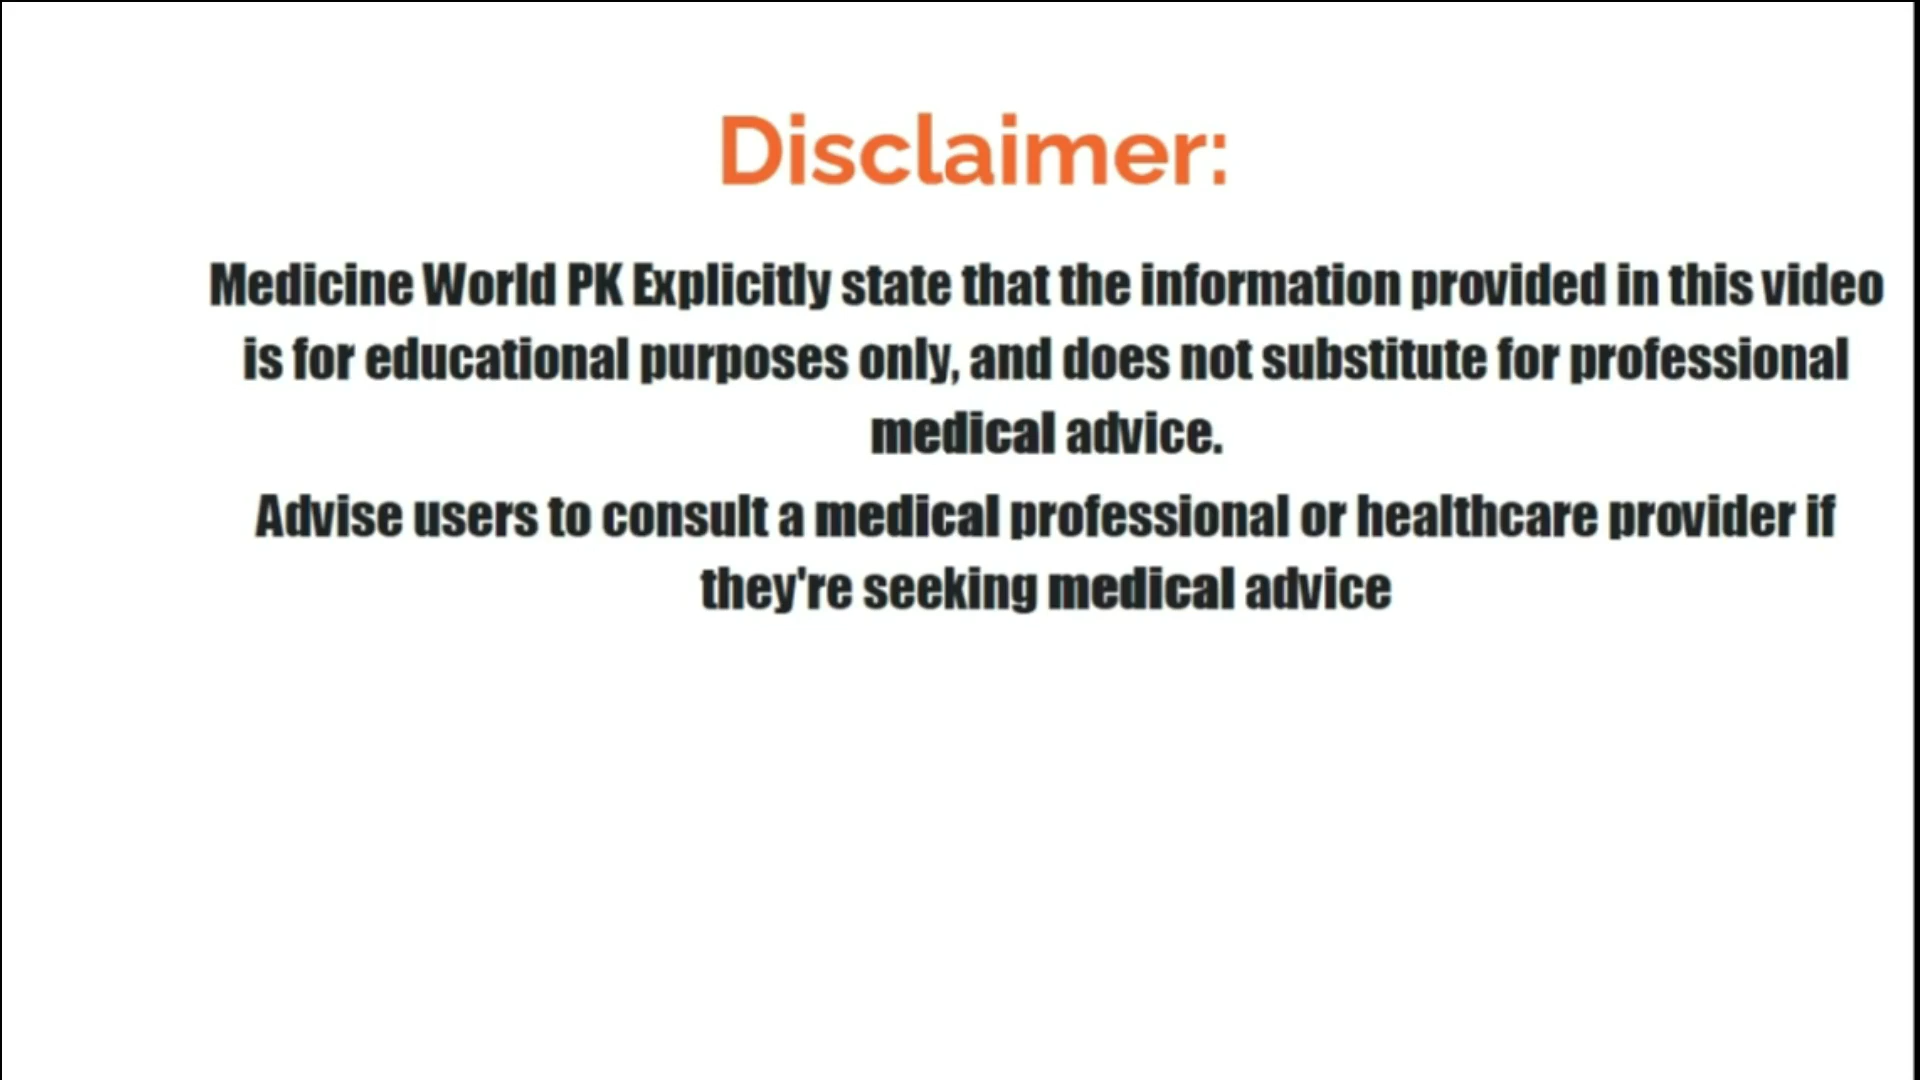 Disclaimer:
Medicine World PK Explicitly state that the information provided in this video
is for educational purposes only, and does not substitute for professional
medical advice.
Advise users to consult a medical professional or healthcare provider if
they're seeking medical advice